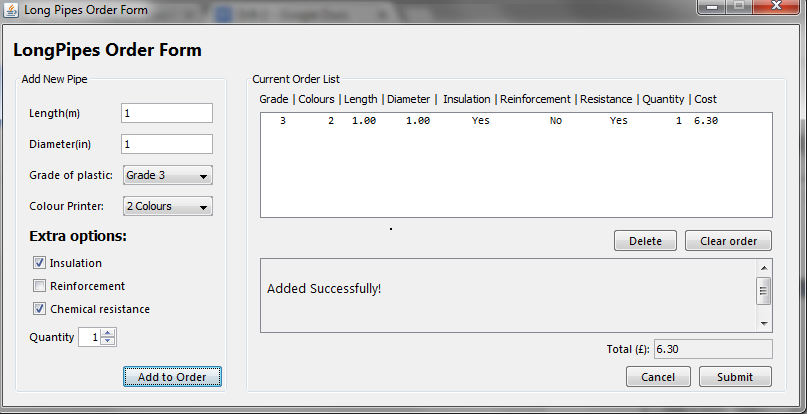 Long Pipes Order Form
LongPipes Order Form
Add New Pipe
Length(m) 1
Diameter(in) 1
Grade of plastic: Grade 3
Colour Printer: 2 Colours
Extra options:
Insulation
Reinforcement
Chemical resistance
Quantity 1
Add to Order
Current Order List
Grade | Colours | Length | Diameter | Insulation | Reinforcement | Resistance | Quantity | Cost
3 2 1.00 1.00 Yes No Yes 1 6.30
Delete Clear order
Added Successfully!
Total (£): 6.30
Cancel Submit